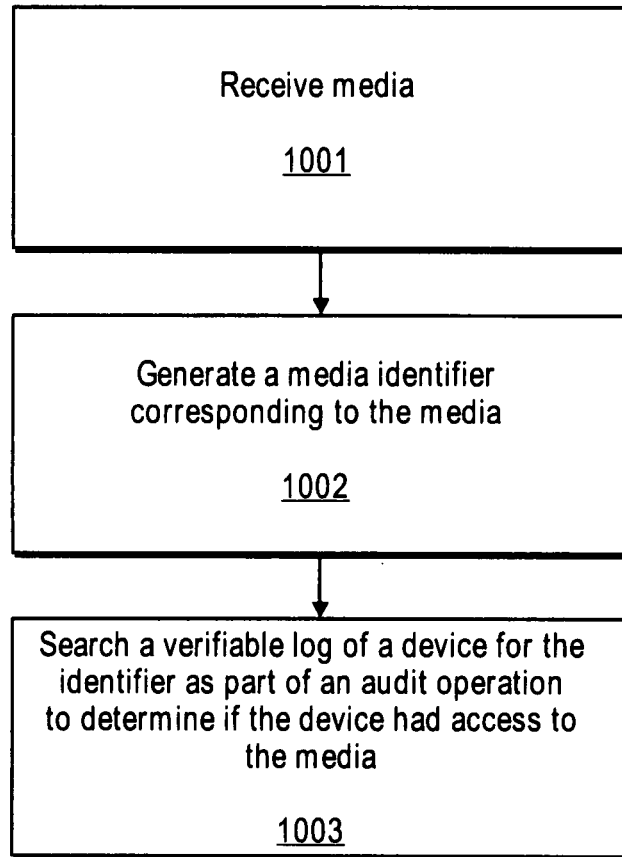 Receive media
1001
Generate a media identifier
corresponding to the media
1002
Search a verifiable log of a device for the
identifier as part of an audit operation
to determine if the device had access to
the media
1003